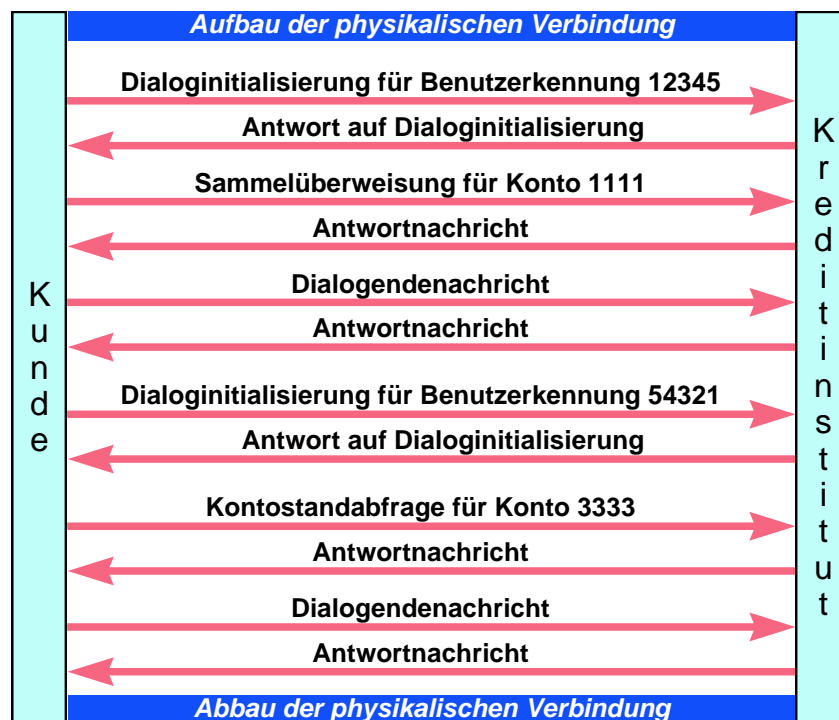 Aufbau der physikalischen Verbindung
Dialoginitialisierung für Benutzerkennung 12345
Antwort auf Dialoginitialisierung
Sammelüberweisung für Konto 1111
Antwortnachricht
Dialogendenachricht
Antwortnachricht
Dialoginitialisierung für Benutzerkennung 54321
Antwort auf Dialoginitialisierung
Kontostandabfrage für Konto 3333
Antwortnachricht
Dialogendenachricht
Antwortnachricht
Abbau der physikalischen Verbindung
Kunde
Kreditinstitut